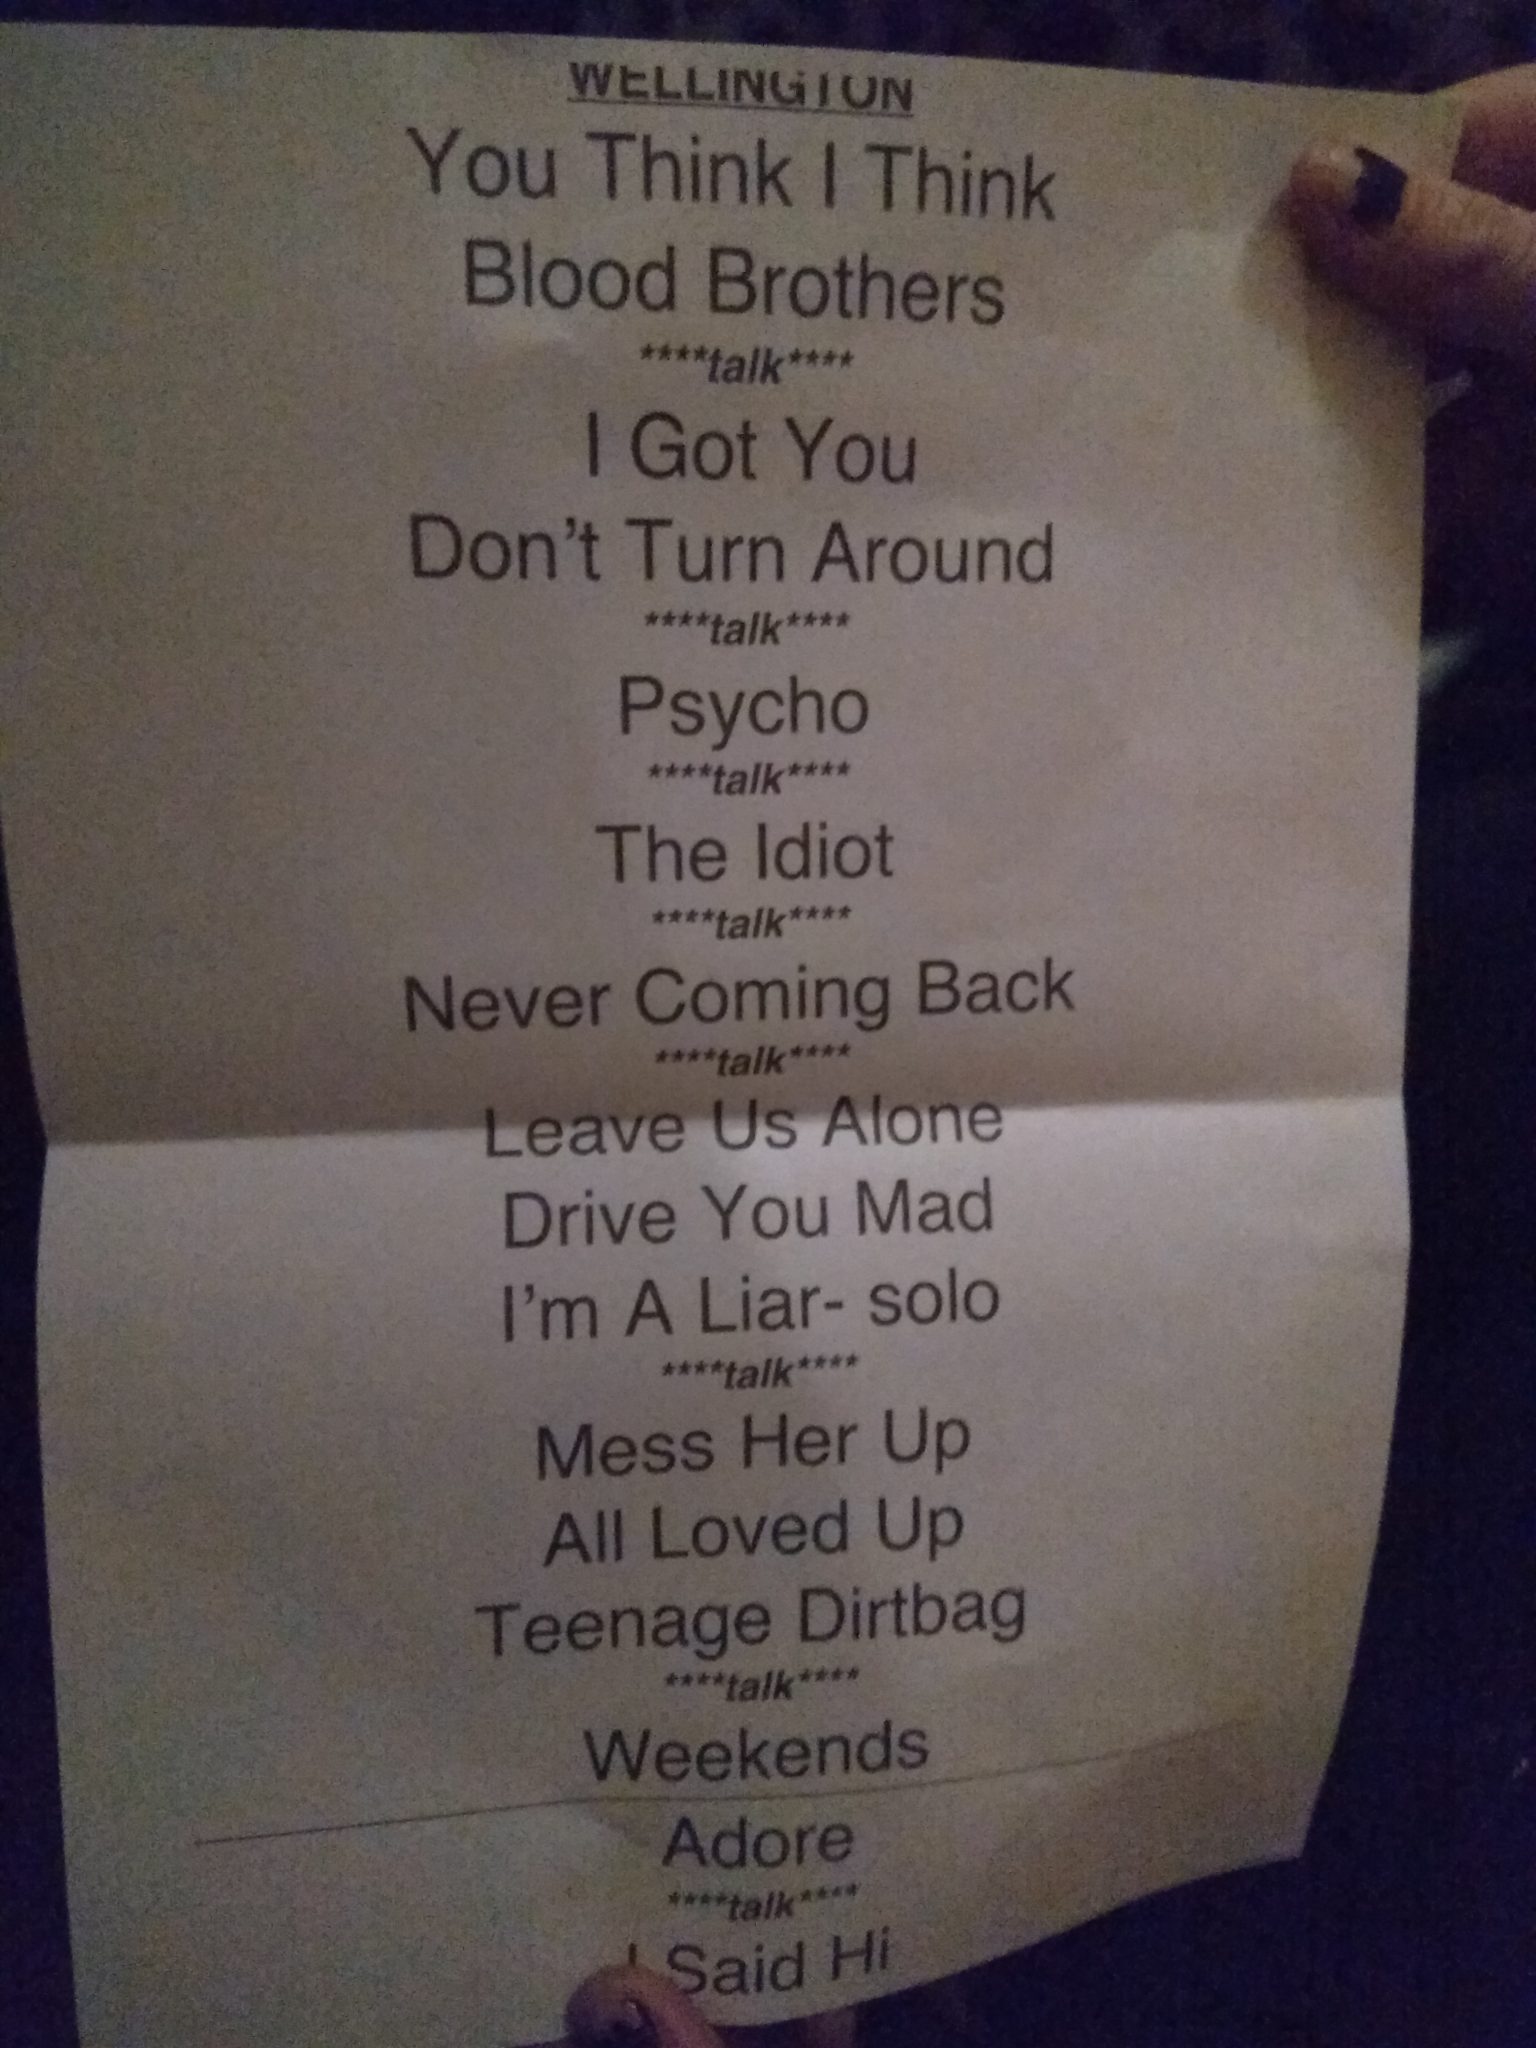 WELLINGTON
You Think I Think
Blood Brothers
****talk****
I Got You
Don't Turn Around
****talk****
Psycho
****talk****
The Idiot
****talk****
Never Coming Back
****talk****
Leave Us Alone
Drive You Mad
I'm A Liar- solo
****talk****
Mess Her Up
All Loved Up
Teenage Dirtbag
****talk****
Weekends
Adore
****talk****
I Said Hi